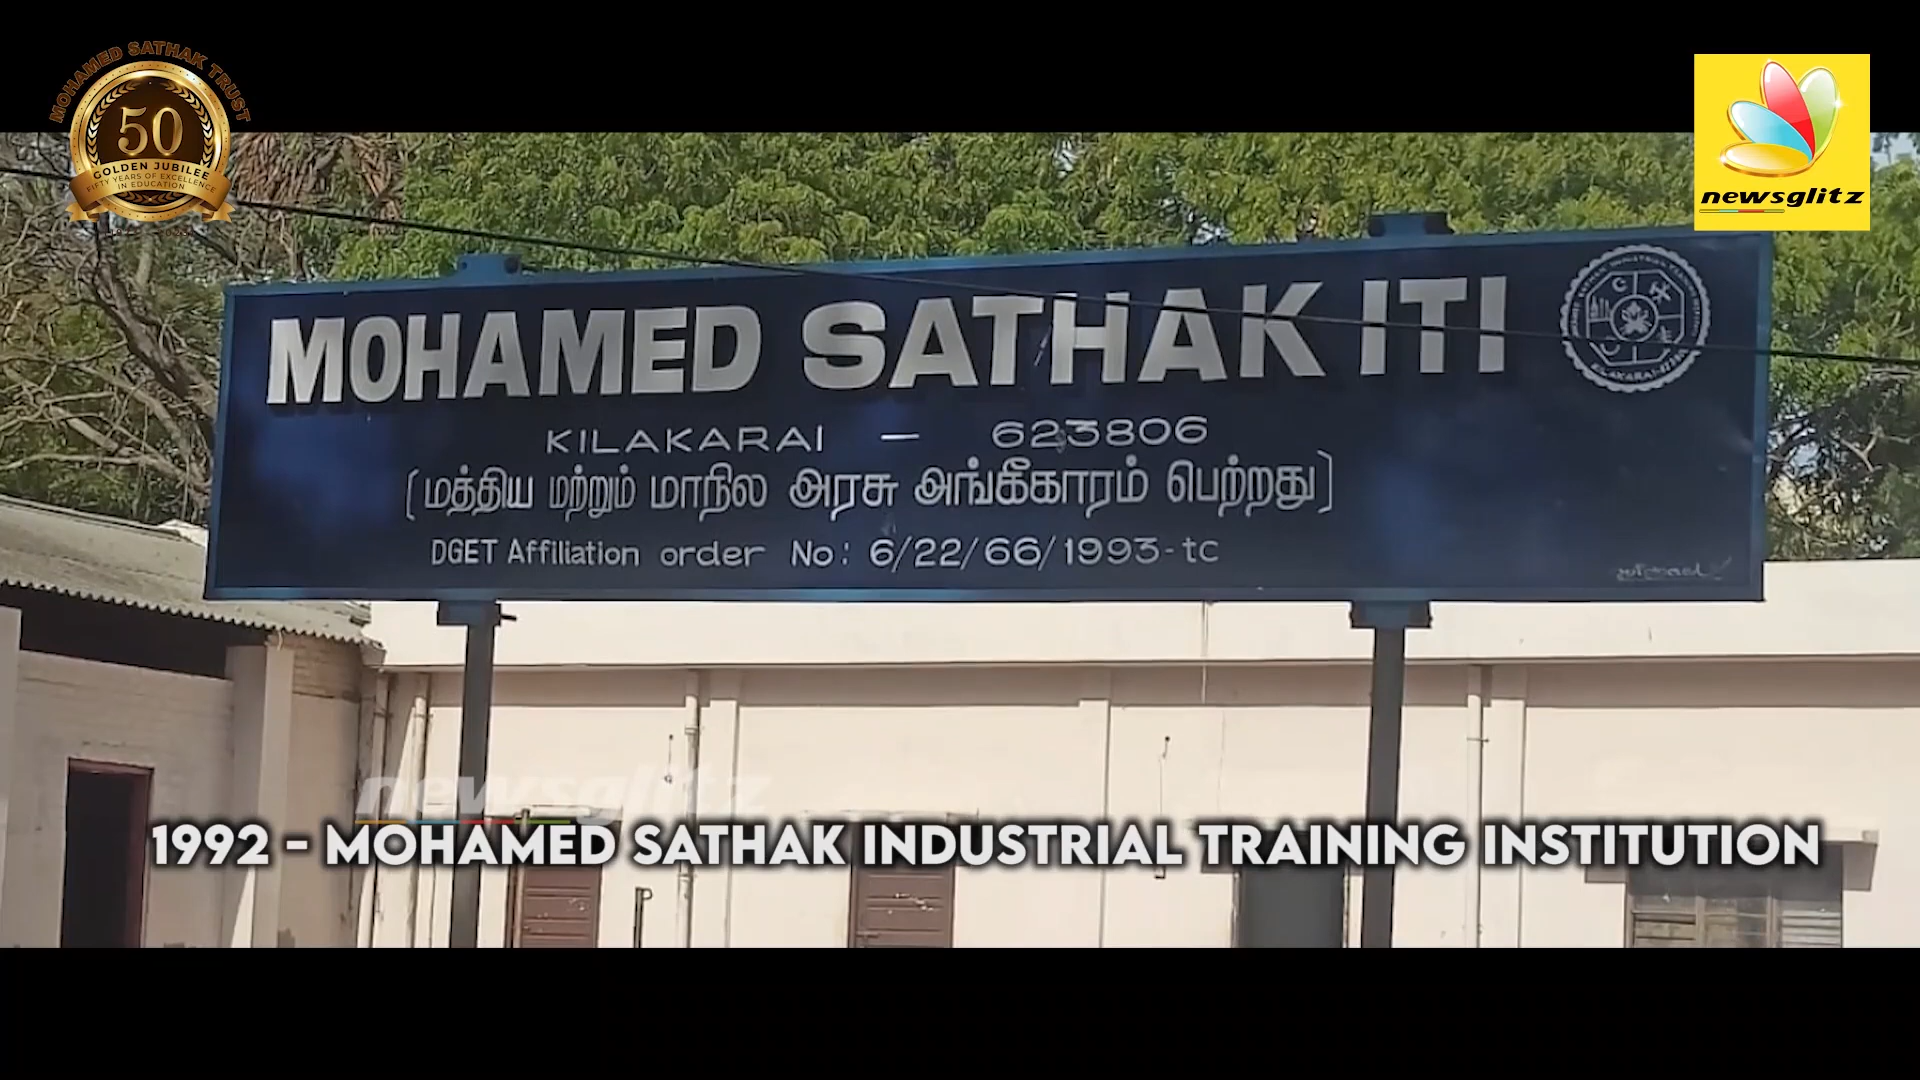 MOHAMED SATHAK TRUST
50
GOLDEN JUBILEE
FIFTY YEARS OF EXCELLENCE
IN EDUCATION
newsglitz
MOHAMED SATHAK ITI
KILAKARAI — 623806
(மத்திய மற்றும் மாநில அரசு அங்கீகாரம் பெற்றது)
DGET Affiliation order No: 6/22/66/1993-tc
newsglitz
1992 - MOHAMED SATHAK INDUSTRIAL TRAINING INSTITUTION